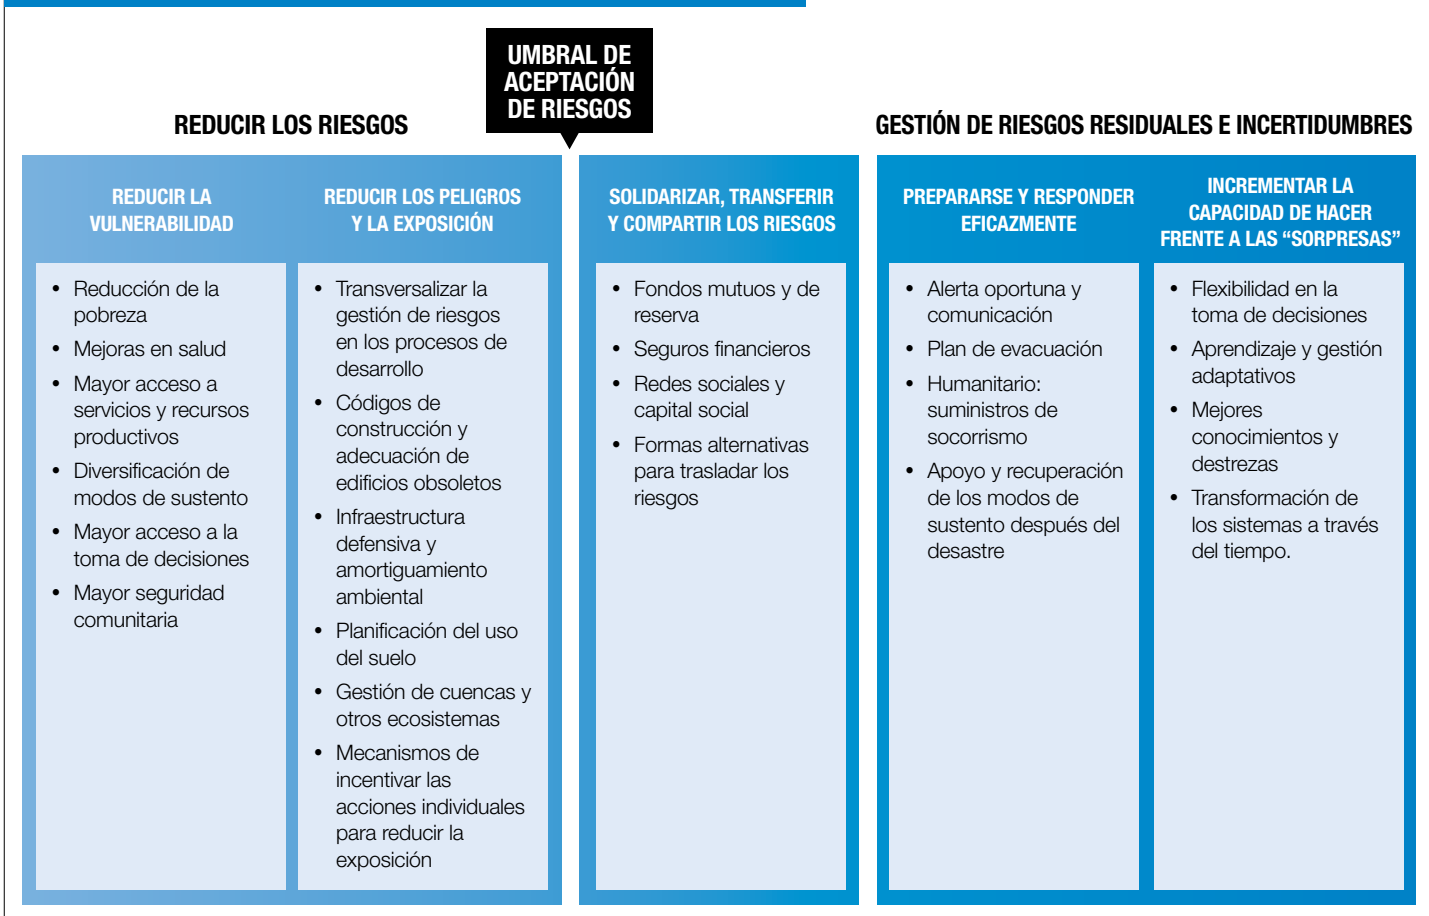 UMBRAL DE
ACEPTACIÓN
DE RIESGOS
REDUCIR LOS RIESGOS
GESTIÓN DE RIESGOS RESIDUALES E INCERTIDUMBRES
REDUCIR LA
VULNERABILIDAD
• Reducción de la
pobreza
• Mejoras en salud
• Mayor acceso a
servicios y recursos
productivos
• Diversificación de
modos de sustento
• Mayor acceso a la
toma de decisiones
• Mayor seguridad
comunitaria
REDUCIR LOS PELIGROS
Y LA EXPOSICIÓN
• Transversalizar la
gestión de riesgos
en los procesos de
desarrollo
• Códigos de
construcción y
adecuación de
edificios obsoletos
• Infraestructura
defensiva y
amortiguamiento
ambiental
• Planificación del uso
del suelo
• Gestión de cuencas y
otros ecosistemas
• Mecanismos de
incentivar las
acciones individuales
para reducir la
exposición
SOLIDARIZAR, TRANSFERIR
Y COMPARTIR LOS RIESGOS
• Fondos mutuos y de
reserva
• Seguros financieros
• Redes sociales y
capital social
• Formas alternativas
para trasladar los
riesgos
PREPARARSE Y RESPONDER
EFICAZMENTE
• Alerta oportuna y
comunicación
• Plan de evacuación
• Humanitario:
suministros de
socorrismo
• Apoyo y recuperación
de los modos de
sustento después del
desastre
INCREMENTAR LA
CAPACIDAD DE HACER
FRENTE A LAS “SORPRESAS”
• Flexibilidad en la
toma de decisiones
• Aprendizaje y gestión
adaptativos
• Mejores
conocimientos y
destrezas
• Transformación de
los sistemas a través
del tiempo.